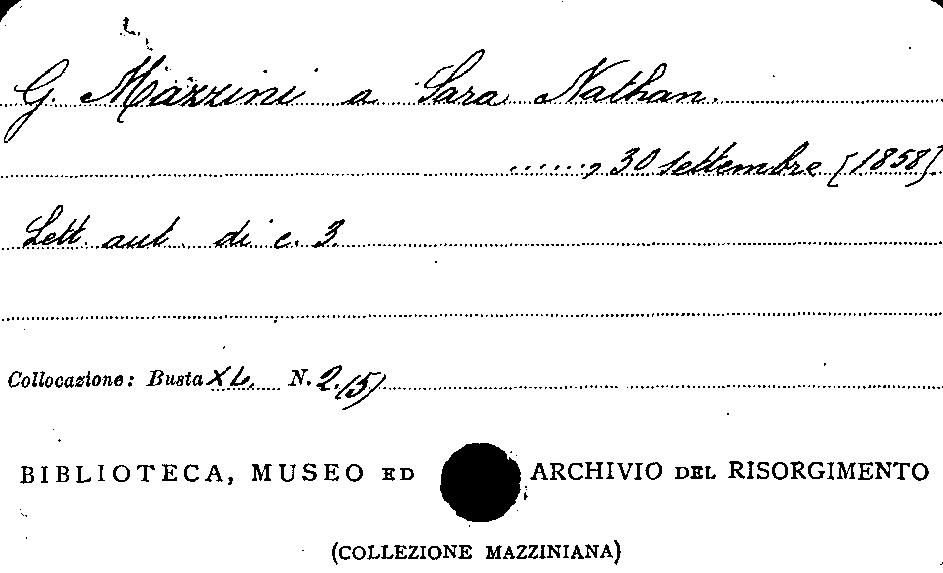 G. Mazzini a Sara Nathan.
......, 30 settembre [1858]
Lett. aut. di c. 3.
Collocazione: Busta XL. N. 2.(5)
BIBLIOTECA, MUSEO ED ARCHIVIO DEL RISORGIMENTO
(COLLEZIONE MAZZINIANA)